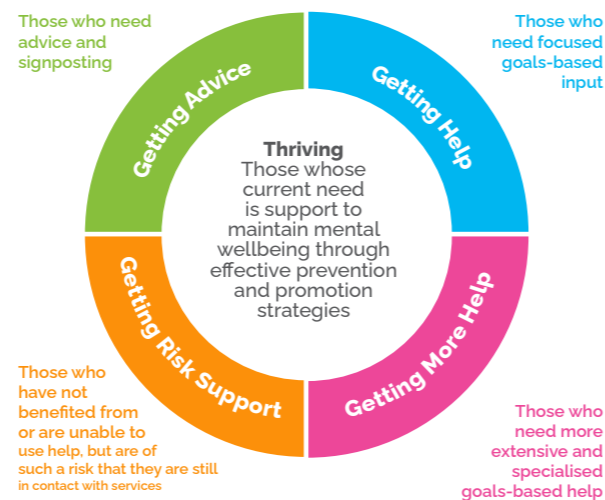 Those who need
advice and
signposting
Those who
need focused
goals-based
input
Getting Advice
Getting Help
Thriving
Those whose
current need
is support to
maintain mental
wellbeing through
effective prevention
and promotion
strategies
Getting Risk Support
Getting More Help
Those who
have not
benefited from
or are unable to
use help, but are of
such a risk that they are still
in contact with services
Those who
need more
extensive and
specialised
goals-based help